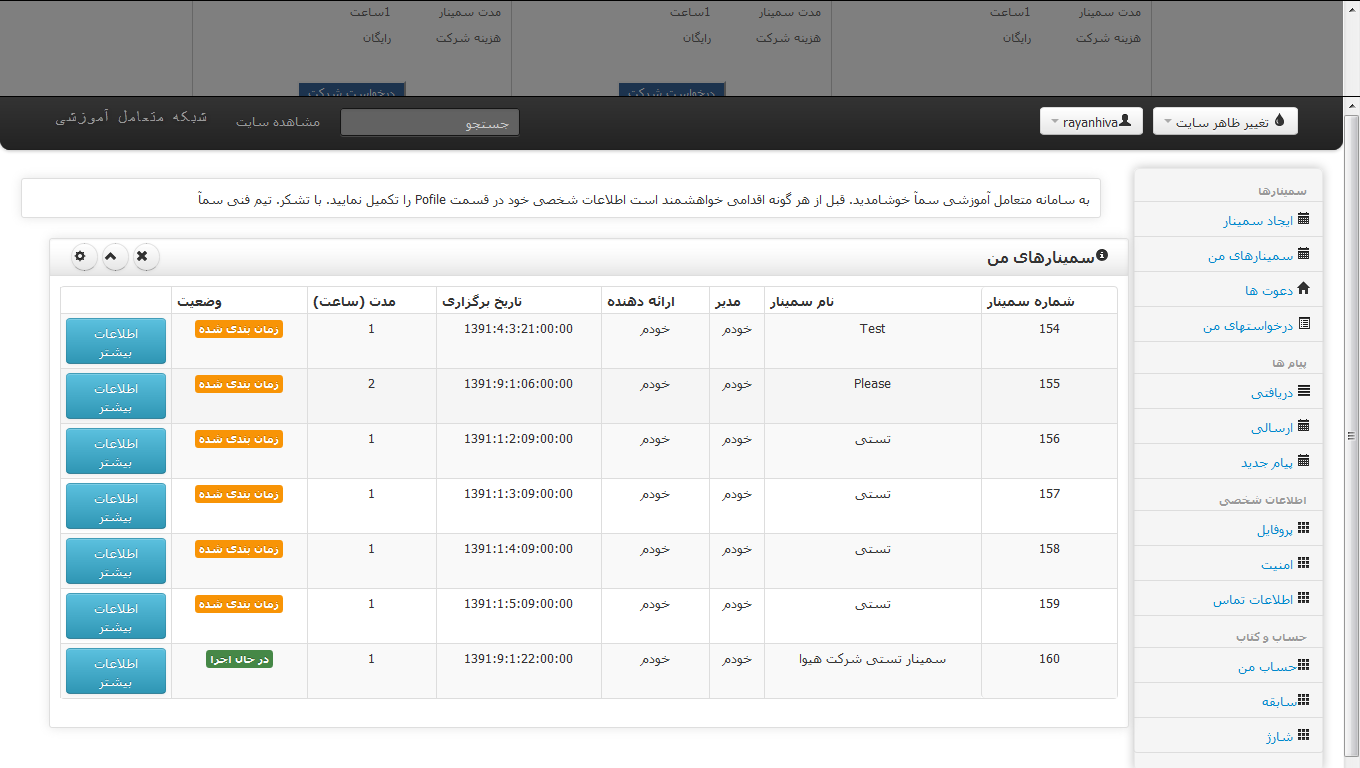 مدت سمینار 1ساعت مدت سمینار 1ساعت مدت سمینار 1ساعت
هزینه شرکت رایگان هزینه شرکت رایگان هزینه شرکت رایگان
درخواست شرکت درخواست شرکت
تغییر ظاهر سایت rayanhiva جستجو مشاهده سایت شبکه متعامل آموزشی
سمینارها
ایجاد سمینار
سمینارهای من
دعوت ها
درخواستهای من
پیام ها
دریافتی
ارسالی
پیام جدید
اطلاعات شخصی
پروفایل
امنیت
اطلاعات تماس
حساب و کتاب
حساب من
سابقه
شارژ
به سامانه متعامل آموزشی سمآ خوشامدید. قبل از هر گونه اقدامی خواهشمند است اطلاعات شخصی خود در قسمت Pofile را تکمیل نمایید. با تشکر. تیم فنی سمآ
سمینارهای من
شماره سمینار نام سمینار مدیر ارائه دهنده تاریخ برگزاری مدت (ساعت) وضعیت
154 Test خودم خودم 1391:4:3:21:00:00 1 زمان بندی شده اطلاعات
بیشتر
155 Please خودم خودم 1391:9:1:06:00:00 2 زمان بندی شده اطلاعات
بیشتر
156 تستی خودم خودم 1391:1:2:09:00:00 1 زمان بندی شده اطلاعات
بیشتر
157 تستی خودم خودم 1391:1:3:09:00:00 1 زمان بندی شده اطلاعات
بیشتر
158 تستی خودم خودم 1391:1:4:09:00:00 1 زمان بندی شده اطلاعات
بیشتر
159 تستی خودم خودم 1391:1:5:09:00:00 1 زمان بندی شده اطلاعات
بیشتر
160 سمینار تستی شرکت هیوا خودم خودم 1391:9:1:22:00:00 1 در حال اجرا اطلاعات
بیشتر